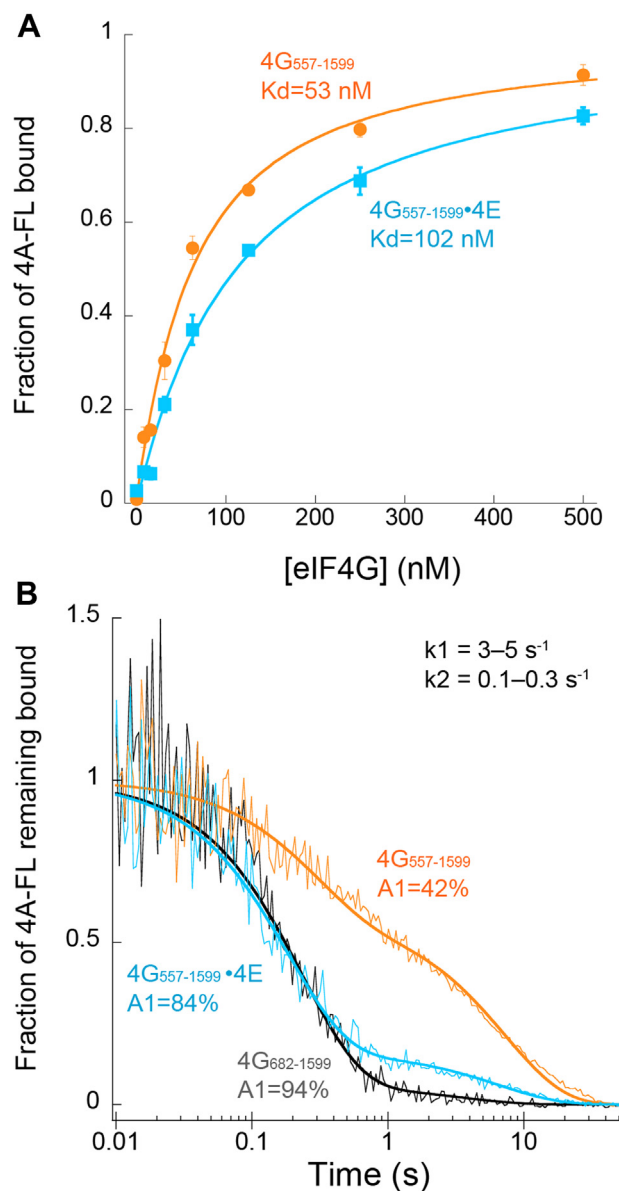 A
Fraction of 4A-FL bound
1
0.8
0.6
0.4
0.2
0
4G557-1599
Kd=53 nM
4G557-1599•4E
Kd=102 nM
0
100
200
300
400
500
[eIF4G] (nM)
B
Fraction of 4A-FL remaining bound
1.5
1
0.5
0
k1 = 3–5 s-1
k2 = 0.1–0.3 s-1
4G557-1599
A1=42%
4G557-1599 •4E
A1=84%
4G682-1599
A1=94%
0.01
0.1
1
10
Time (s)